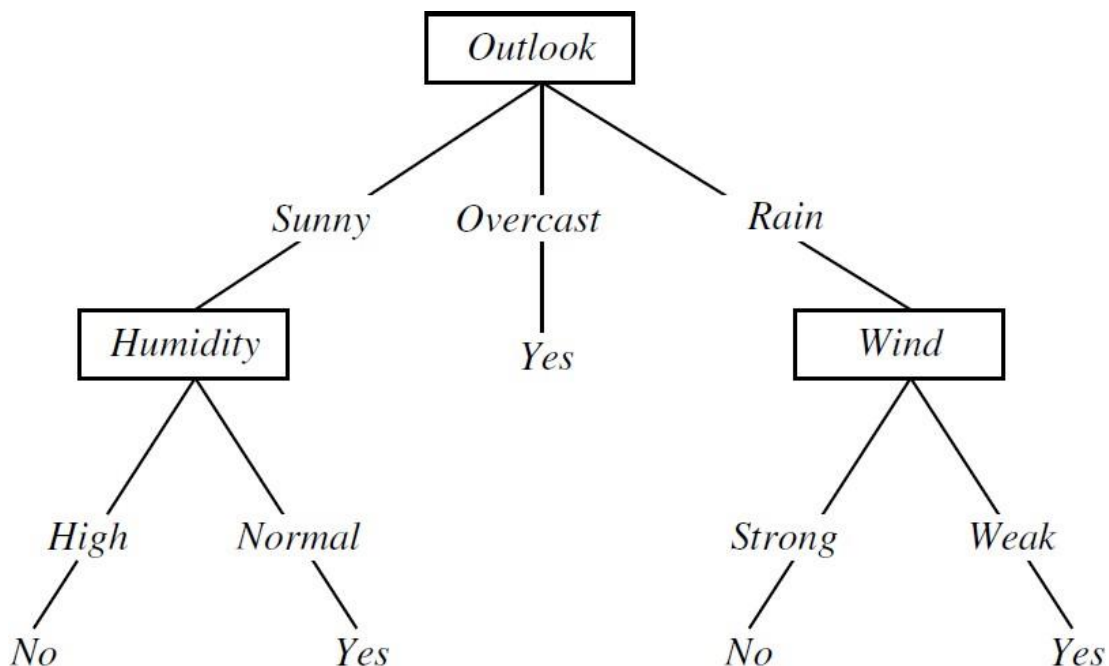 Outlook
Sunny Overcast Rain
Humidity Yes Wind
High Normal Strong Weak
No Yes No Yes